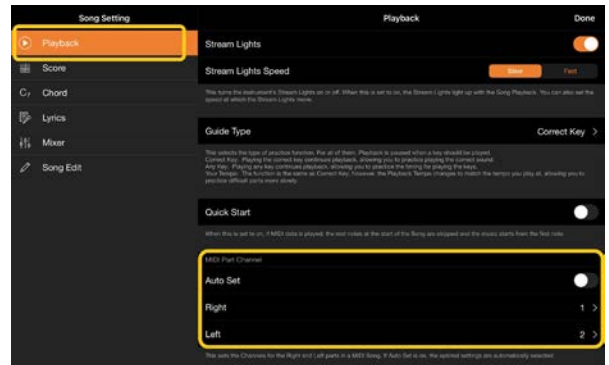 Song Setting
Playback
Done
Playback
Score
C7 Chord
Lyrics
Mixer
Song Edit
Stream Lights
Stream Lights Speed
Slow
Fast
This turns the instrument's Stream Lights on or off. When this is set to on, the Stream Lights light up with the Song Playback. You can also set the
speed at which the Stream Lights move.
Guide Type
Correct Key >
This selects the type of practice function. For all of them, Playback is paused when a key should be played.
Correct Key: Playing the correct key continues playback, allowing you to practice playing the correct sound.
Any Key: Playing any key continues playback, allowing you to practice the timing for playing the keys.
Your Tempo: The function is the same as Correct Key, however, the Playback Tempo changes to match the tempo you play at, allowing you to
practice difficult parts more slowly.
Quick Start
When this is set to on, if MIDI data is played, the rest notes at the start of the Song are skipped and the music starts from the first note.
MIDI Part Channel
Auto Set
Right
1 >
Left
2 >
This sets the Channels for the Right and Left parts in a MIDI Song. If Auto Set is on, the optimal settings are automatically selected.